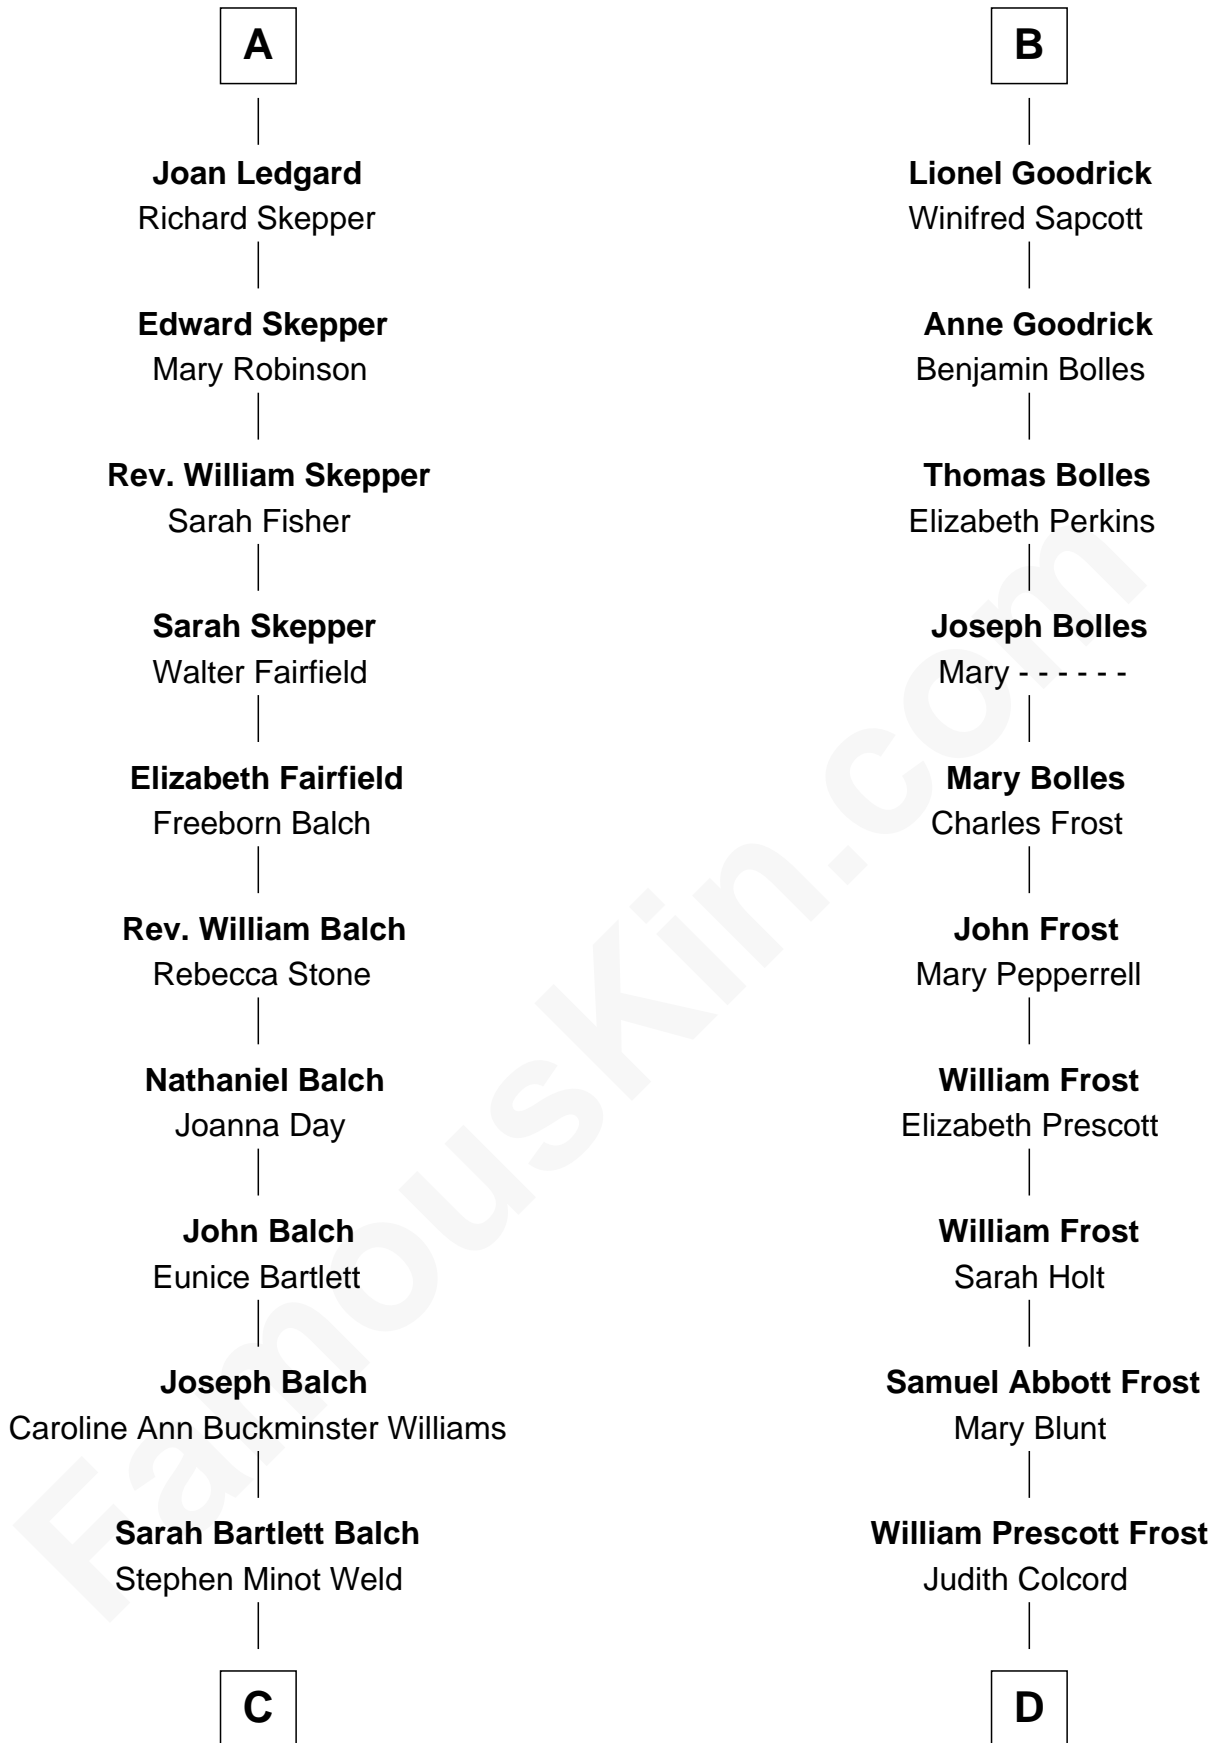 A
Joan Ledgard
Richard Skepper
Edward Skepper
Mary Robinson
Rev. William Skepper
Sarah Fisher
Sarah Skepper
Walter Fairfield
Elizabeth Fairfield
Freeborn Balch
Rev. William Balch
Rebecca Stone
Nathaniel Balch
Joanna Day
John Balch
Eunice Bartlett
Joseph Balch
Caroline Ann Buckminster Williams
Sarah Bartlett Balch
Stephen Minot Weld
C
B
Lionel Goodrick
Winifred Sapcott
Anne Goodrick
Benjamin Bolles
Thomas Bolles
Elizabeth Perkins
Joseph Bolles
Mary - - - - - -
Mary Bolles
Charles Frost
John Frost
Mary Pepperrell
William Frost
Elizabeth Prescott
William Frost
Sarah Holt
Samuel Abbott Frost
Mary Blunt
William Prescott Frost
Judith Colcord
D
FamousKin.com